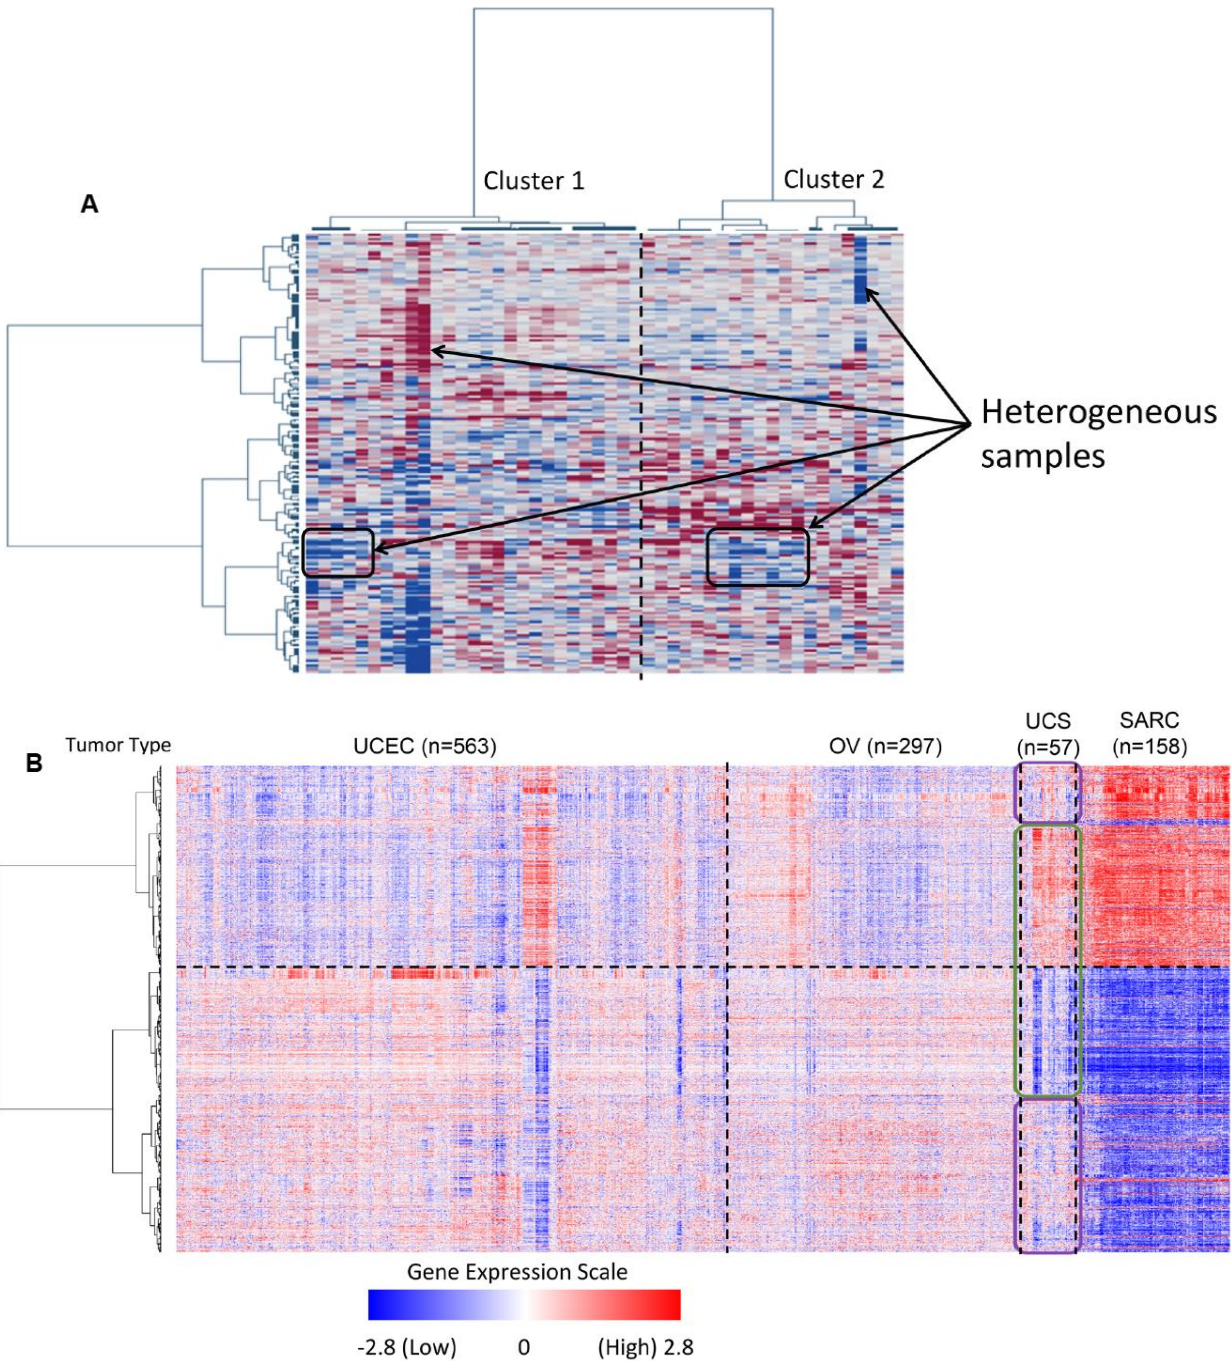 A
Cluster 1
Cluster 2
Heterogeneous
samples
B
Tumor Type
UCEC (n=563)
OV (n=297)
UCS
(n=57)
SARC
(n=158)
Gene Expression Scale
-2.8 (Low)
0
(High) 2.8